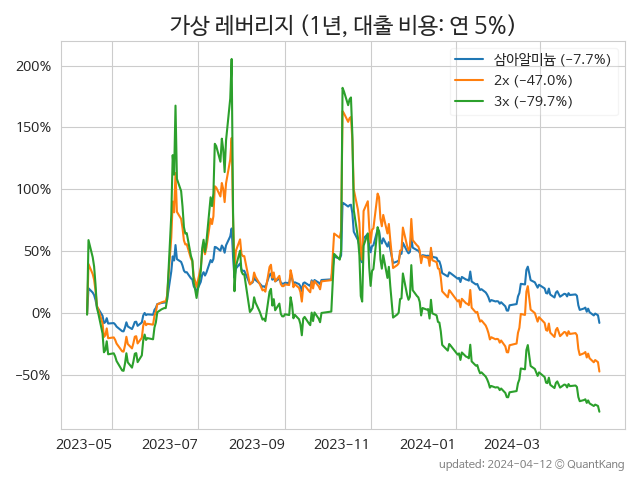 가상 레버리지 (1년, 대출 비용: 연 5%)
삼아알미늄 (−7.7%)
2x (−47.0%)
3x (−79.7%)
200%
150%
100%
50%
0%
−50%
2023-05 2023-07 2023-09 2023-11 2024-01 2024-03
updated: 2024-04-12 © QuantKang